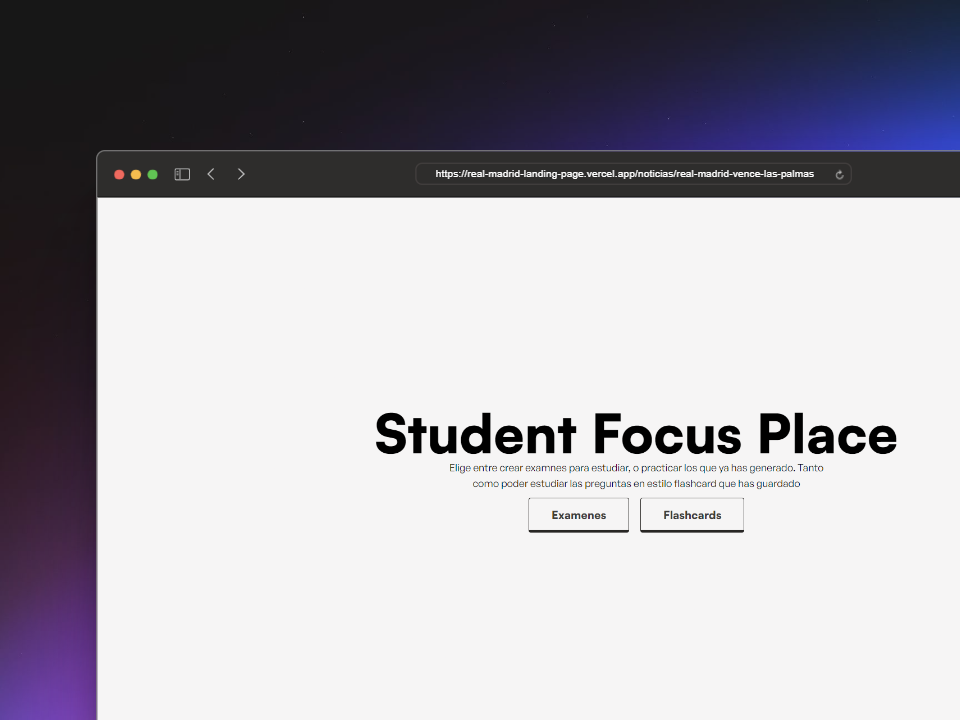 https://real-madrid-landing-page.vercel.app/noticias/real-madrid-vence-las-palmas
Student Focus Place
Elige entre crear examnes para estudiar, o practicar los que ya has generado. Tanto
como poder estudiar las preguntas en estilo flashcard que has guardado
Examenes
Flashcards